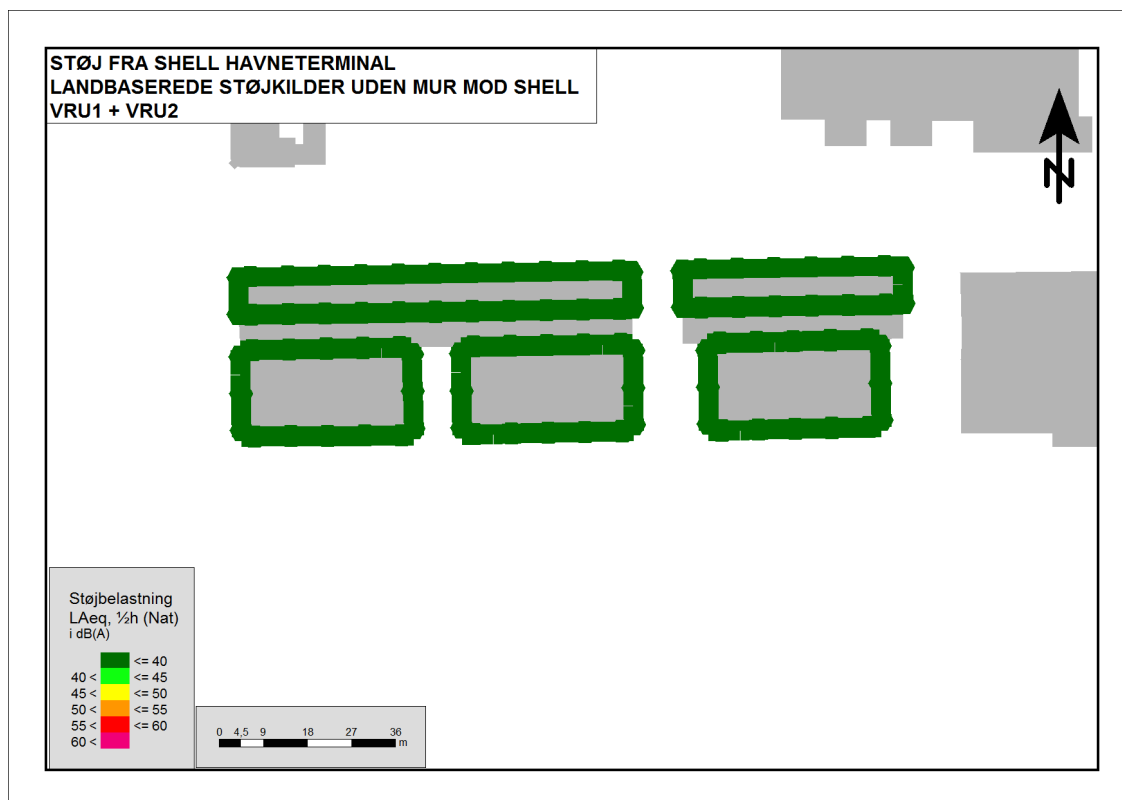 STØJ FRA SHELL HAVNETERMINAL
LANDBASEREDE STØJKILDER UDEN MUR MOD SHELL
VRU1 + VRU2
N
Støjbelastning
LAeq, ½h (Nat)
i dB(A)
<= 40
40 < <= 45
45 < <= 50
50 < <= 55
55 < <= 60
60 <
0 4,5 9 18 27 36
m